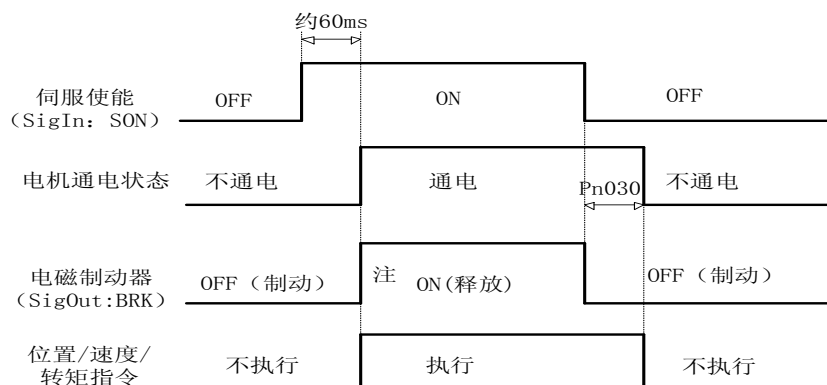 约60ms
伺服使能
(SigIn: SON)
OFF
ON
OFF
电机通电状态
不通电
通电
Pn030
不通电
电磁制动器
(SigOut:BRK)
OFF（制动）
注
ON(释放)
OFF（制动）
位置/速度/
转矩指令
不执行
执行
不执行